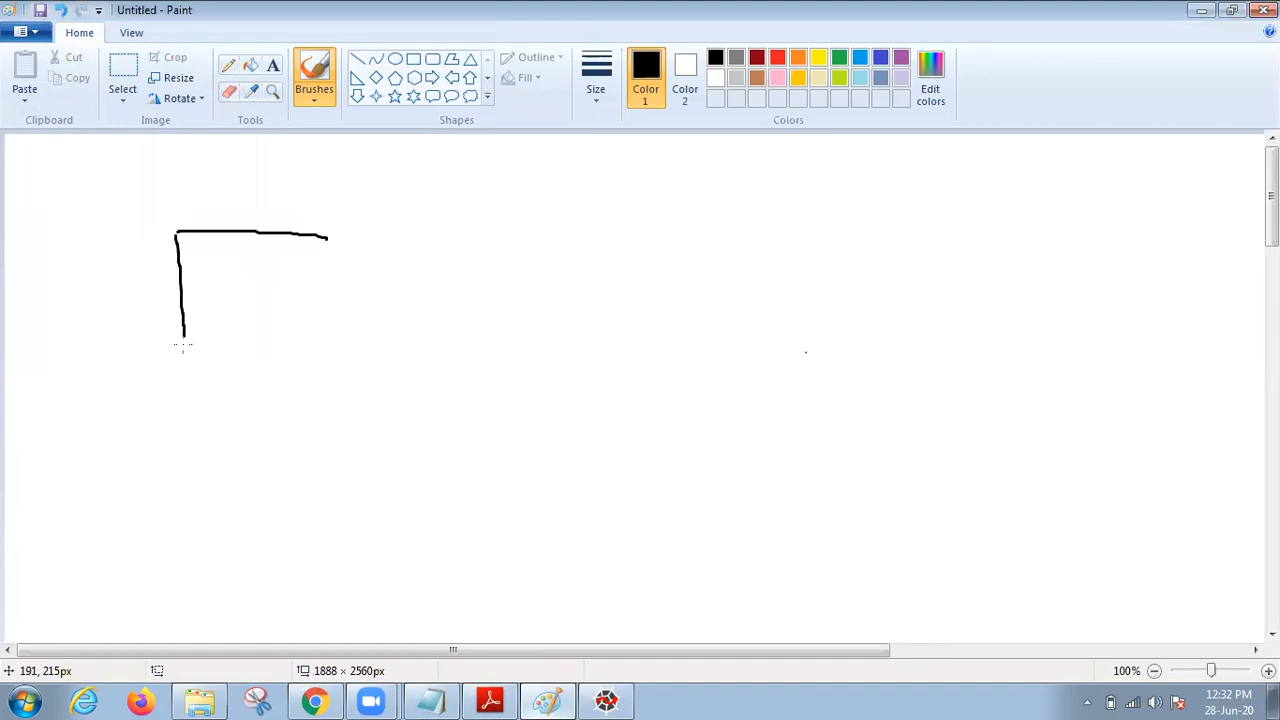 Untitled - Paint
Home View
Paste
Cut
Copy
Clipboard
Select
Crop
Resize
Rotate
Image
A
Tools
Brushes
Shapes
Outline
Fill
Size
Color 1
Color 2
Edit colors
Colors
191, 215px
1888 × 2560px
100%
12:32 PM
28-Jun-20